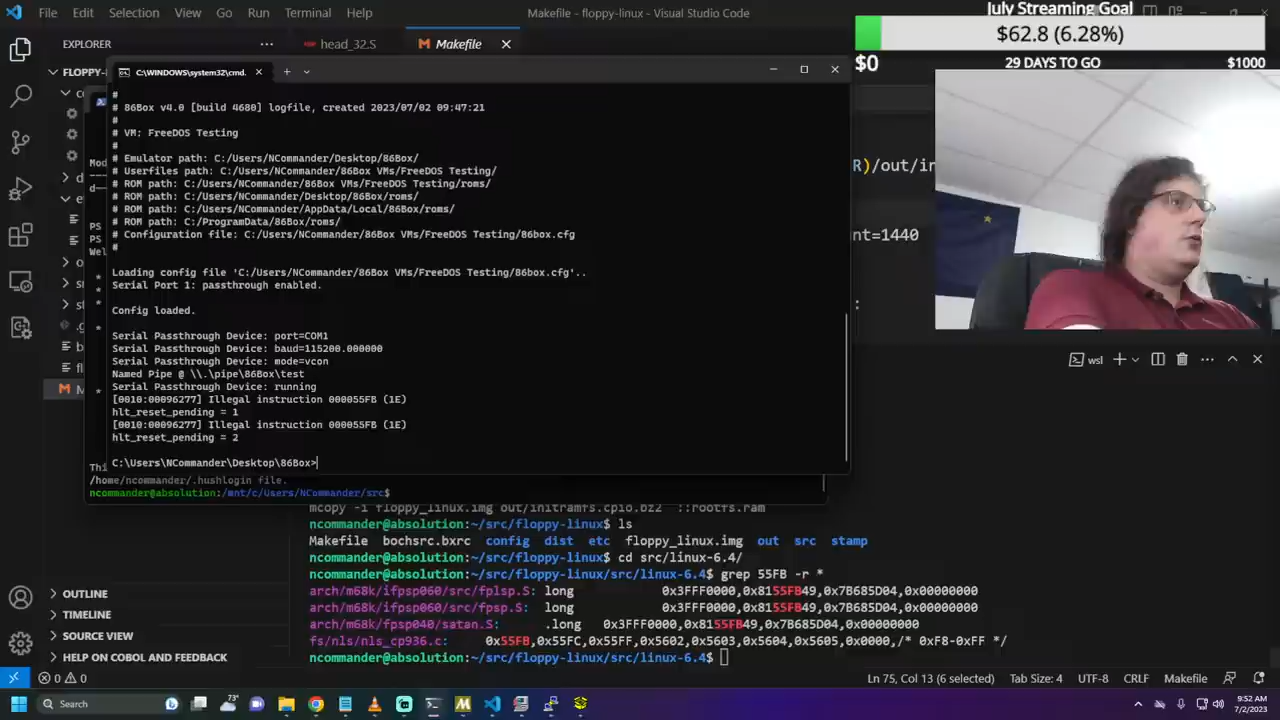 File Edit Selection View Go Run Terminal Help
Makefile - floppy-linux - Visual Studio Code
July Streaming Goal
$62.8 (6.28%)
$0 29 DAYS TO GO $1000
EXPLORER ···
head_32.S
Makefile
FLOPPY-
C:\WINDOWS\system32\cmd.
#
# 86Box v4.0 [build 4680] logfile, created 2023/07/02 09:47:21
#
# VM: FreeDOS Testing
#
# Emulator path: C:/Users/NCommander/Desktop/86Box/
# Userfiles path: C:/Users/NCommander/86Box VMs/FreeDOS Testing/
# ROM path: C:/Users/NCommander/86Box VMs/FreeDOS Testing/roms/
# ROM path: C:/Users/NCommander/Desktop/86Box/roms/
# ROM path: C:/Users/NCommander/AppData/Local/86Box/roms/
# ROM path: C:/ProgramData/86Box/roms/
# Configuration file: C:/Users/NCommander/86Box VMs/FreeDOS Testing/86box.cfg
#
Loading config file 'C:/Users/NCommander/86Box VMs/FreeDOS Testing/86box.cfg'..
Serial Port 1: passthrough enabled.
Config loaded.
Serial Passthrough Device: port=COM1
Serial Passthrough Device: baud=115200.000000
Serial Passthrough Device: mode=vcon
Named Pipe @ \\.\pipe\86Box\test
Serial Passthrough Device: running
[0010:00096277] Illegal instruction 000055FB (1E)
hlt_reset_pending = 1
[0010:00096277] Illegal instruction 000055FB (1E)
hlt_reset_pending = 2
C:\Users\NCommander\Desktop\86Box>
R)/out/in
nt=1440
:
Mod
----
d--
PS
PS
Wel
*
*
*
*
*
Thi
/home/ncommander/.hushlogin file.
ncommander@absolution:/mnt/c/Users/NCommander/src$
wsl
mcopy -i floppy_linux.img out/initramfs.cpio.bz2 ::rootfs.ram
ncommander@absolution:~/src/floppy-linux$ ls
Makefile bochsrc.bxrc config dist etc floppy_linux.img out src stamp
ncommander@absolution:~/src/floppy-linux$ cd src/linux-6.4/
ncommander@absolution:~/src/floppy-linux/src/linux-6.4$ grep 55FB -r *
arch/m68k/ifpsp060/src/fplsp.S: long 0x3FFF0000,0x8155FB49,0x7B685D04,0x00000000
arch/m68k/ifpsp060/src/fpsp.S: long 0x3FFF0000,0x8155FB49,0x7B685D04,0x00000000
arch/m68k/fpsp040/satan.S: .long 0x3FFF0000,0x8155FB49,0x7B685D04,0x00000000
fs/nls/nls_cp936.c: 0x55FB,0x55FC,0x55FF,0x5602,0x5603,0x5604,0x5605,0x0000,/* 0xF8-0xFF */
ncommander@absolution:~/src/floppy-linux/src/linux-6.4$
OUTLINE
TIMELINE
SOURCE VIEW
HELP ON COBOL AND FEEDBACK
0 0
Ln 75, Col 13 (6 selected) Tab Size: 4 UTF-8 CRLF Makefile
Search
73°
9:52 AM
7/2/2023